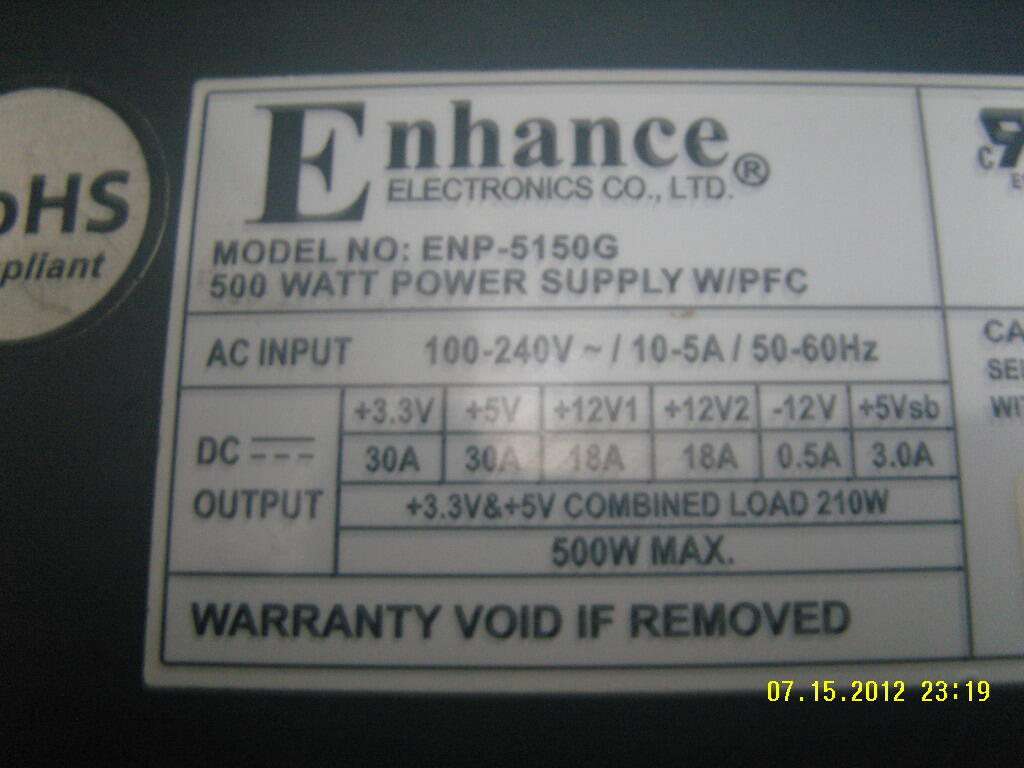 oHS
pliant
Enhance®
ELECTRONICS CO., LTD.
MODEL NO: ENP-5150G
500 WATT POWER SUPPLY W/PFC
AC INPUT 100-240V ~ / 10-5A / 50-60Hz
DC OUTPUT
+3.3V +5V +12V1 +12V2 -12V +5Vsb
30A 30A 18A 18A 0.5A 3.0A
+3.3V&+5V COMBINED LOAD 210W
500W MAX.
WARRANTY VOID IF REMOVED
C
CA
SE
WIT
07.15.2012 23:19